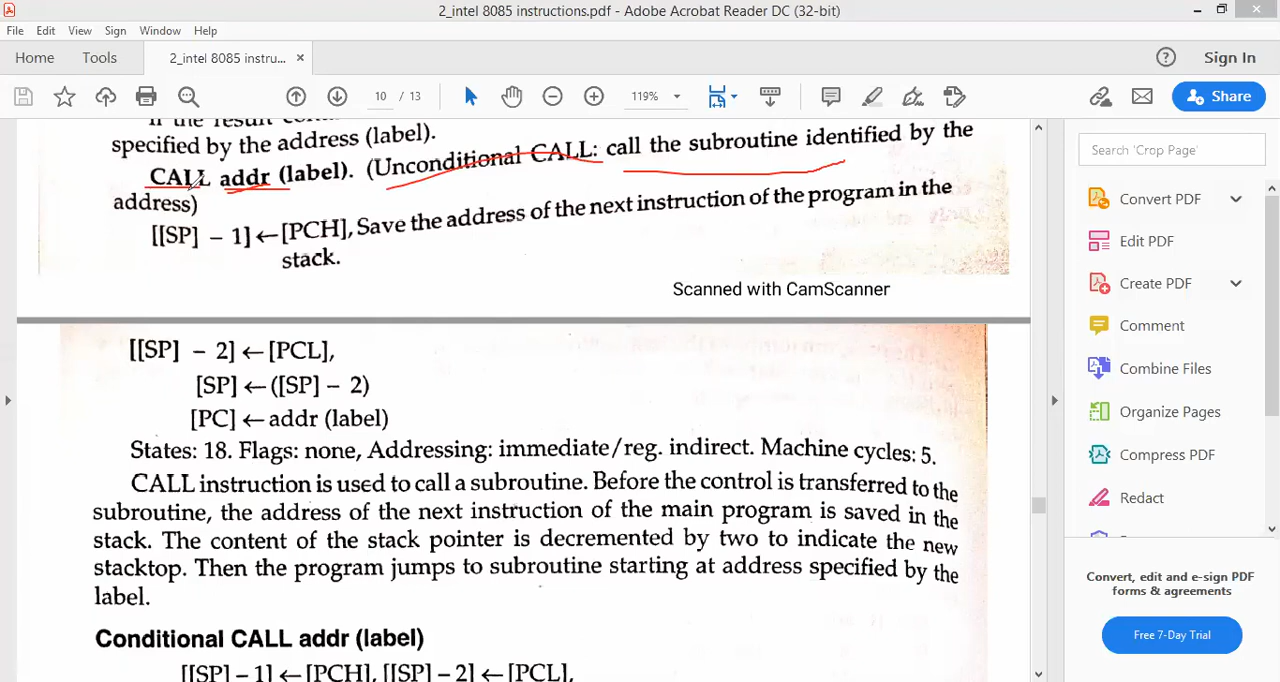 2_intel 8085 instructions.pdf - Adobe Acrobat Reader DC (32-bit)
File Edit View Sign Window Help
Home Tools 2_intel 8085 instru... × Sign In
10 / 13 119% Share
specified by the address (label).
CALL addr (label). (Unconditional CALL: call the subroutine identified by the
address)
[[SP] – 1] ← [PCH], Save the address of the next instruction of the program in the
stack.
Scanned with CamScanner
[[SP] – 2] ← [PCL],
[SP] ← ([SP] – 2)
[PC] ← addr (label)
States: 18. Flags: none, Addressing: immediate/reg. indirect. Machine cycles: 5.
CALL instruction is used to call a subroutine. Before the control is transferred to the
subroutine, the address of the next instruction of the main program is saved in the
stack. The content of the stack pointer is decremented by two to indicate the new
stacktop. Then the program jumps to subroutine starting at address specified by the
label.
Conditional CALL addr (label)
[[SP] – 1] ← [PCH], [[SP] – 2] ← [PCL],
Search 'Crop Page'
Convert PDF
Edit PDF
Create PDF
Comment
Combine Files
Organize Pages
Compress PDF
Redact
Convert, edit and e-sign PDF
forms & agreements
Free 7-Day Trial